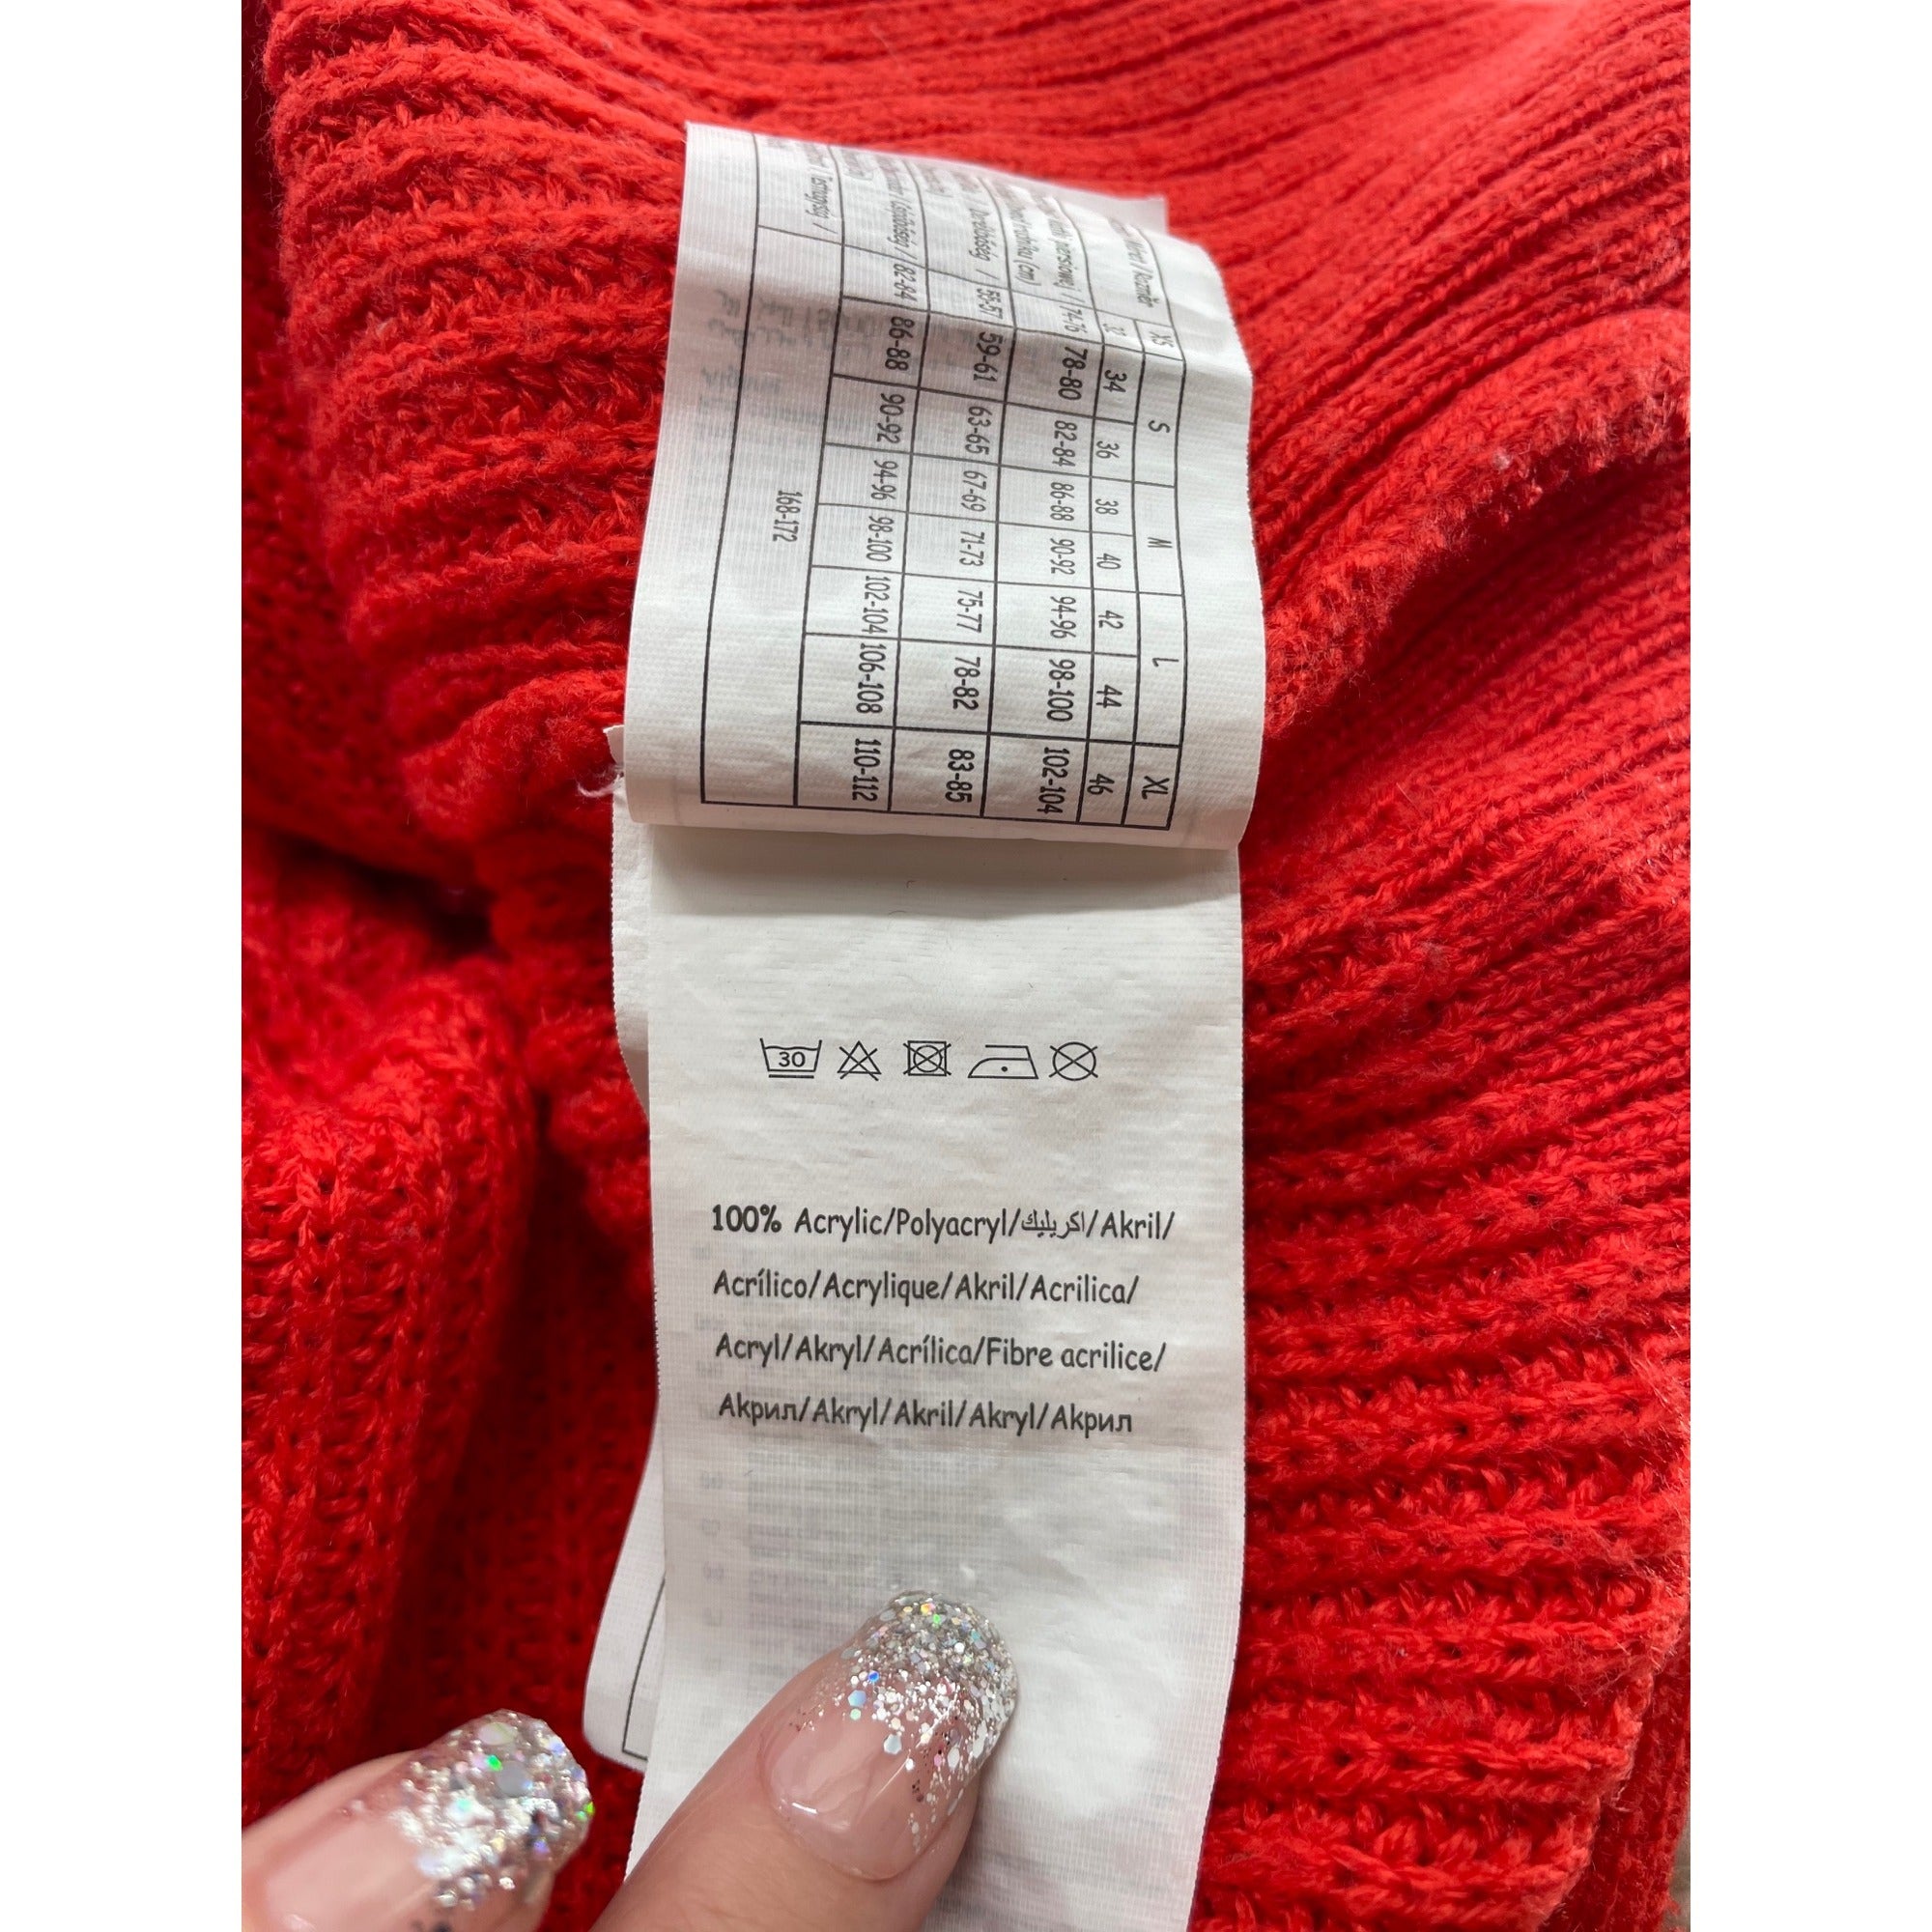 XS S M L XL
32 34 36 38 40 42 44 46
74-76 78-80 82-84 86-88 90-92 94-96 98-100 102-104
55-57 59-61 63-65 67-69 71-73 75-77 78-82 83-85
82-84 86-88 90-92 94-96 98-100 102-104 106-108 110-112
168-172
30
100% Acrylic/Polyacryl/اكريليك/Akril/
Acrílico/Acrylique/Akril/Acrilica/
Acryl/Akryl/Acrílica/Fibre acrilice/
Акрил/Akryl/Akril/Akryl/Акрил